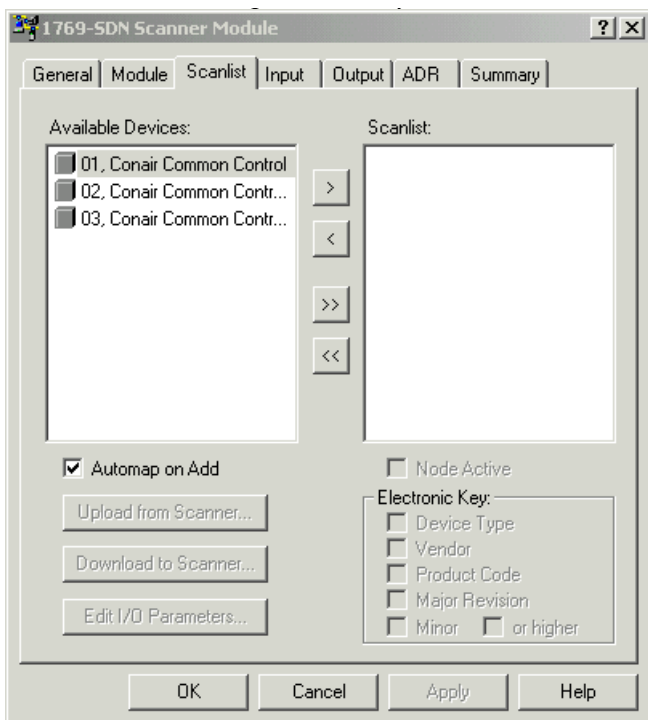 1769-SDN Scanner Module
General Module Scanlist Input Output ADR Summary
Available Devices:
Scanlist:
01, Conair Common Control
02, Conair Common Contr...
03, Conair Common Contr...
>
<
>>
<<
Automap on Add
Node Active
Upload from Scanner...
Download to Scanner...
Edit I/O Parameters...
Electronic Key:
Device Type
Vendor
Product Code
Major Revision
Minor or higher
OK Cancel Apply Help